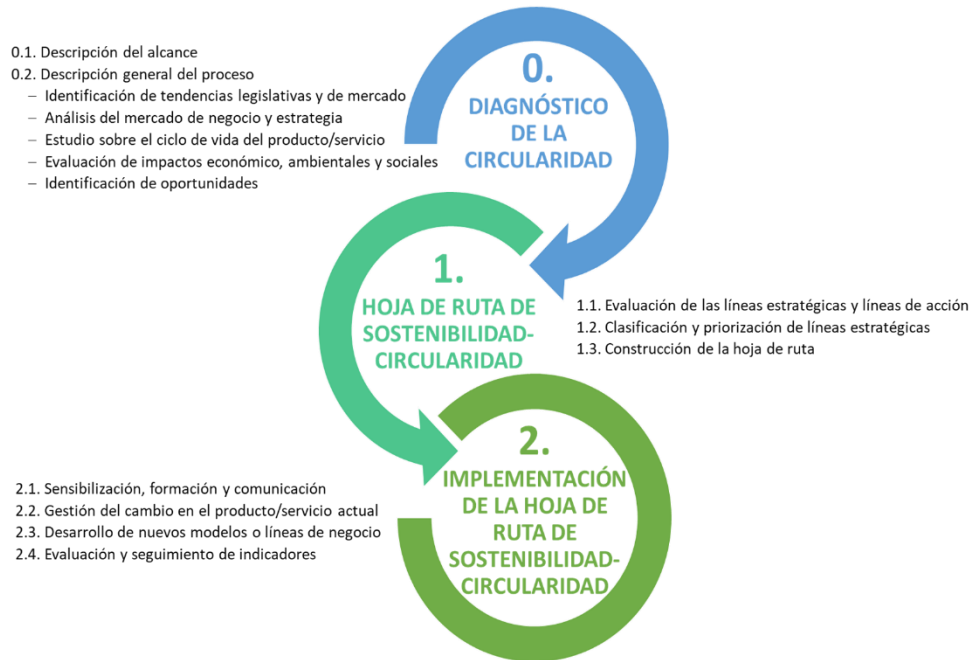 0.1. Descripción del alcance
0.2. Descripción general del proceso
– Identificación de tendencias legislativas y de mercado
– Análisis del mercado de negocio y estrategia
– Estudio sobre el ciclo de vida del producto/servicio
– Evaluación de impactos económico, ambientales y sociales
– Identificación de oportunidades
0.
DIAGNÓSTICO
DE LA
CIRCULARIDAD
1.
HOJA DE RUTA DE
SOSTENIBILIDAD-
CIRCULARIDAD
1.1. Evaluación de las líneas estratégicas y líneas de acción
1.2. Clasificación y priorización de líneas estratégicas
1.3. Construcción de la hoja de ruta
2.
IMPLEMENTACIÓN
DE LA HOJA DE
RUTA DE
SOSTENIBILIDAD-
CIRCULARIDAD
2.1. Sensibilización, formación y comunicación
2.2. Gestión del cambio en el producto/servicio actual
2.3. Desarrollo de nuevos modelos o líneas de negocio
2.4. Evaluación y seguimiento de indicadores